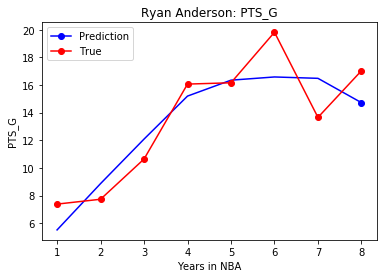 Ryan Anderson: PTS_G
Prediction
True
PTS_G
20
18
16
14
12
10
8
6
1 2 3 4 5 6 7 8
Years in NBA